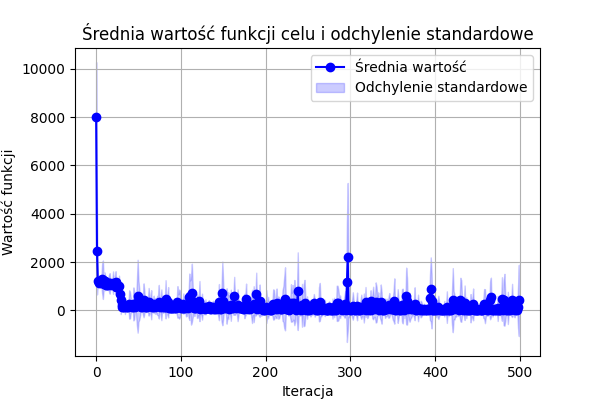 Średnia wartość funkcji celu i odchylenie standardowe
Średnia wartość
Odchylenie standardowe
10000
8000
6000
4000
2000
0
Wartość funkcji
0 100 200 300 400 500
Iteracja